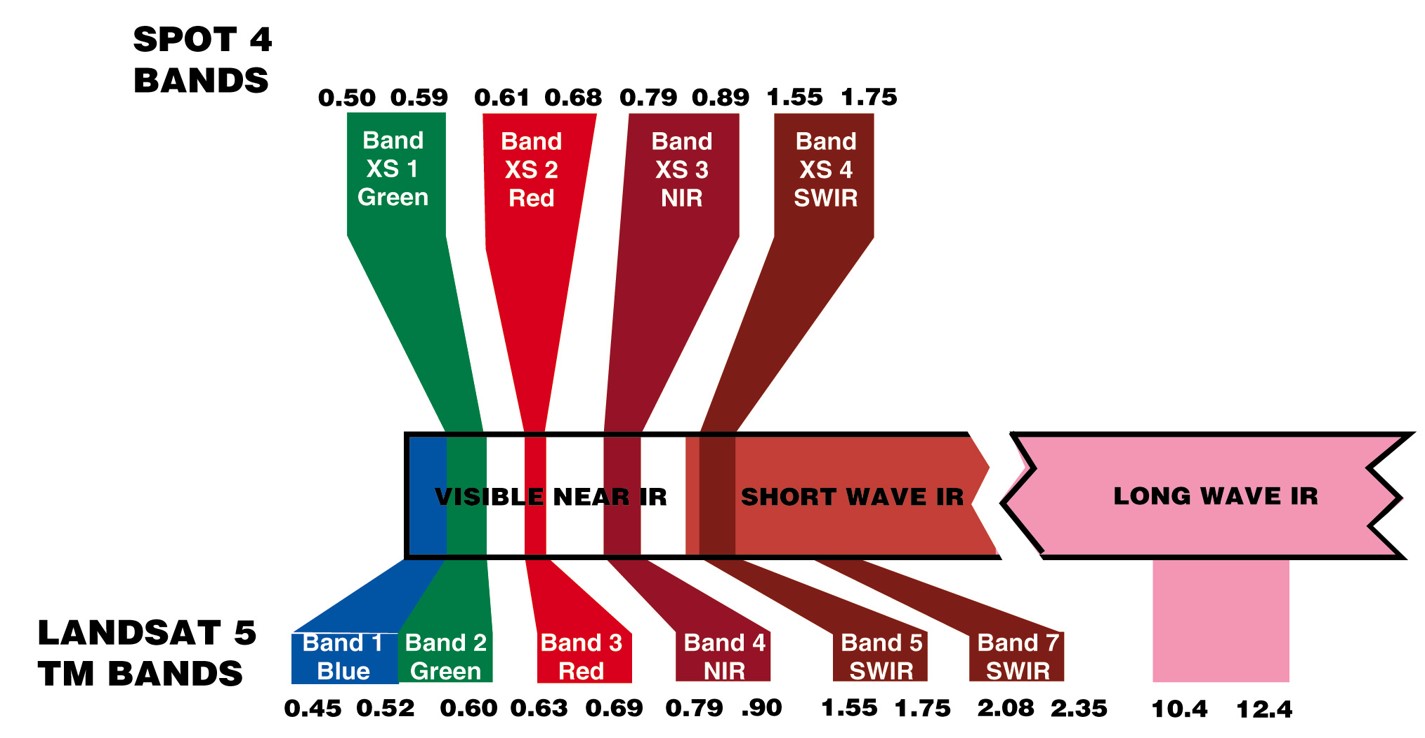 SPOT 4
BANDS
0.50 0.59 0.61 0.68 0.79 0.89 1.55 1.75
Band
XS 1
Green
Band
XS 2
Red
Band
XS 3
NIR
Band
XS 4
SWIR
VISIBLE NEAR IR
SHORT WAVE IR
LONG WAVE IR
LANDSAT 5
TM BANDS
Band 1
Blue
Band 2
Green
Band 3
Red
Band 4
NIR
Band 5
SWIR
Band 7
SWIR
0.45 0.52 0.60 0.63 0.69 0.79 .90 1.55 1.75 2.08 2.35 10.4 12.4